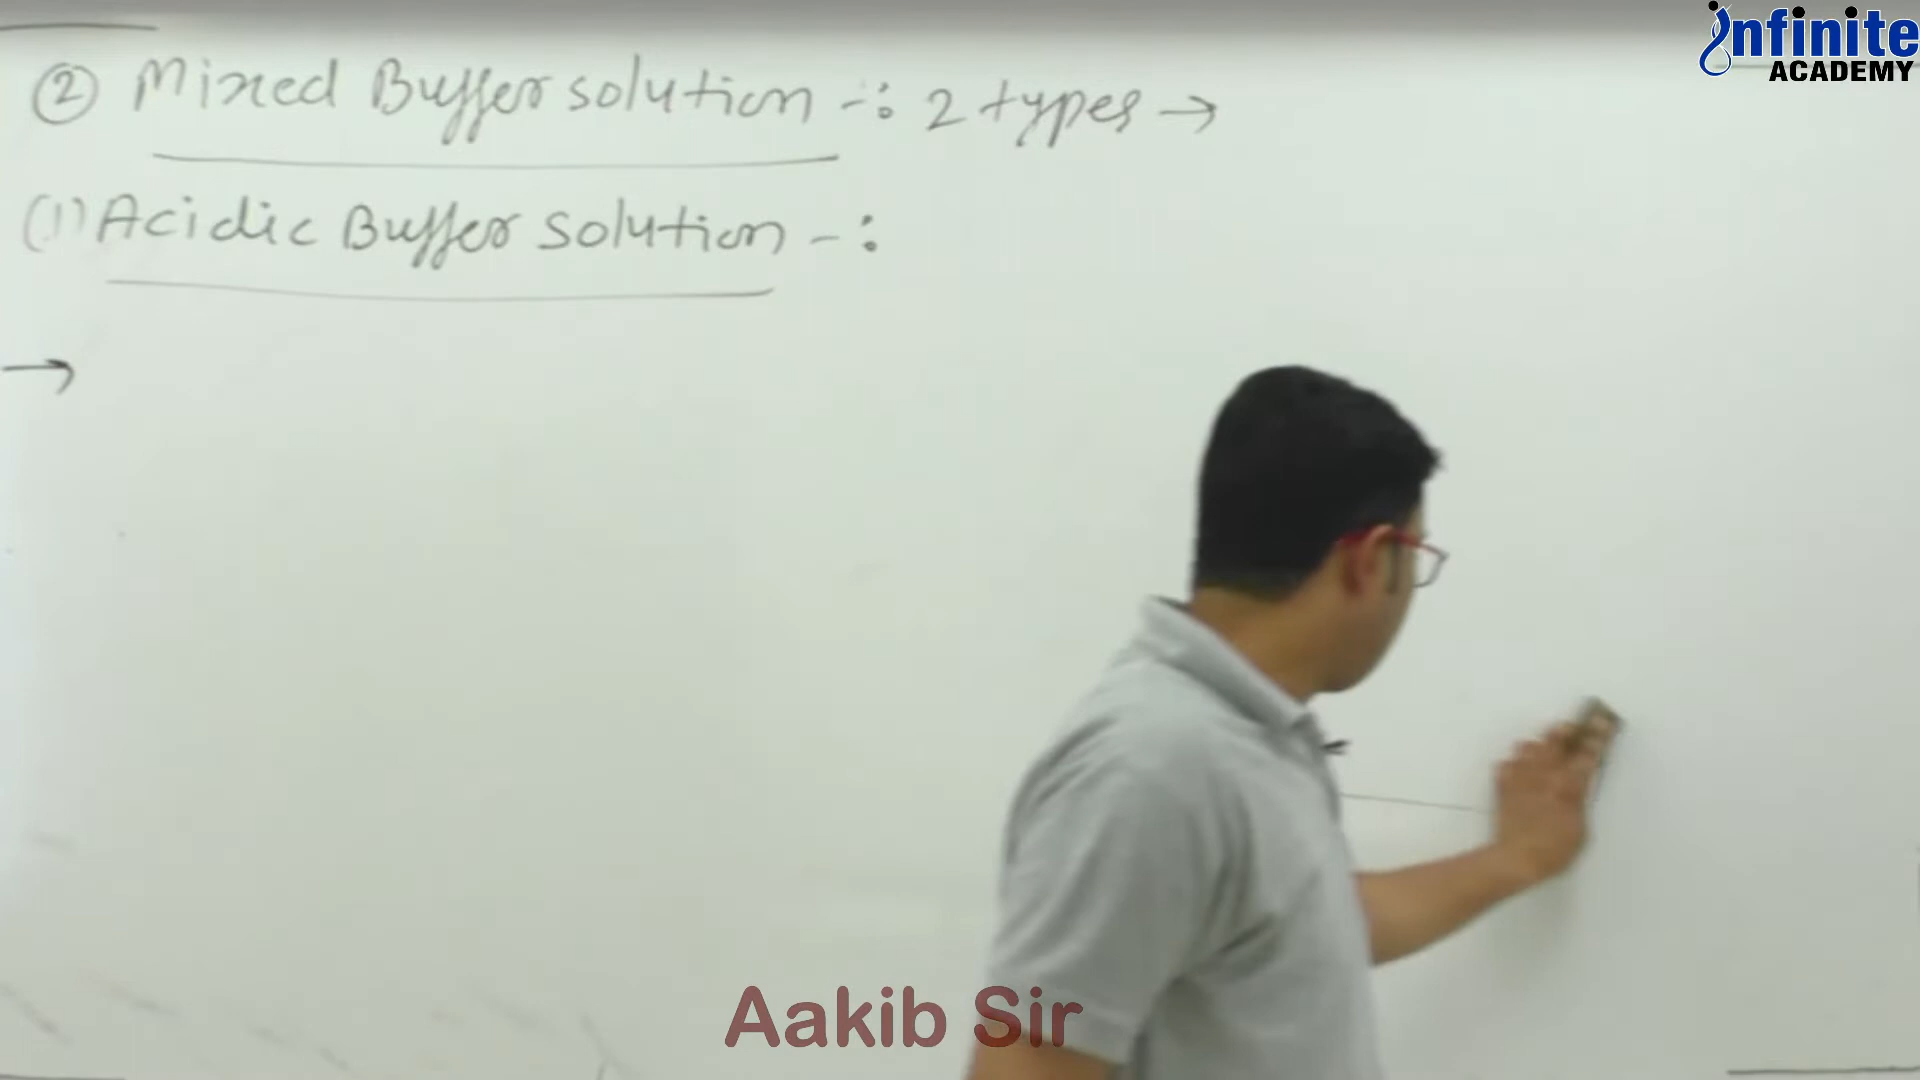 Infinite
ACADEMY
② Mixed Buffer solution -: 2 types →
(1) Acidic Buffer solution -:
→
Aakib Sir